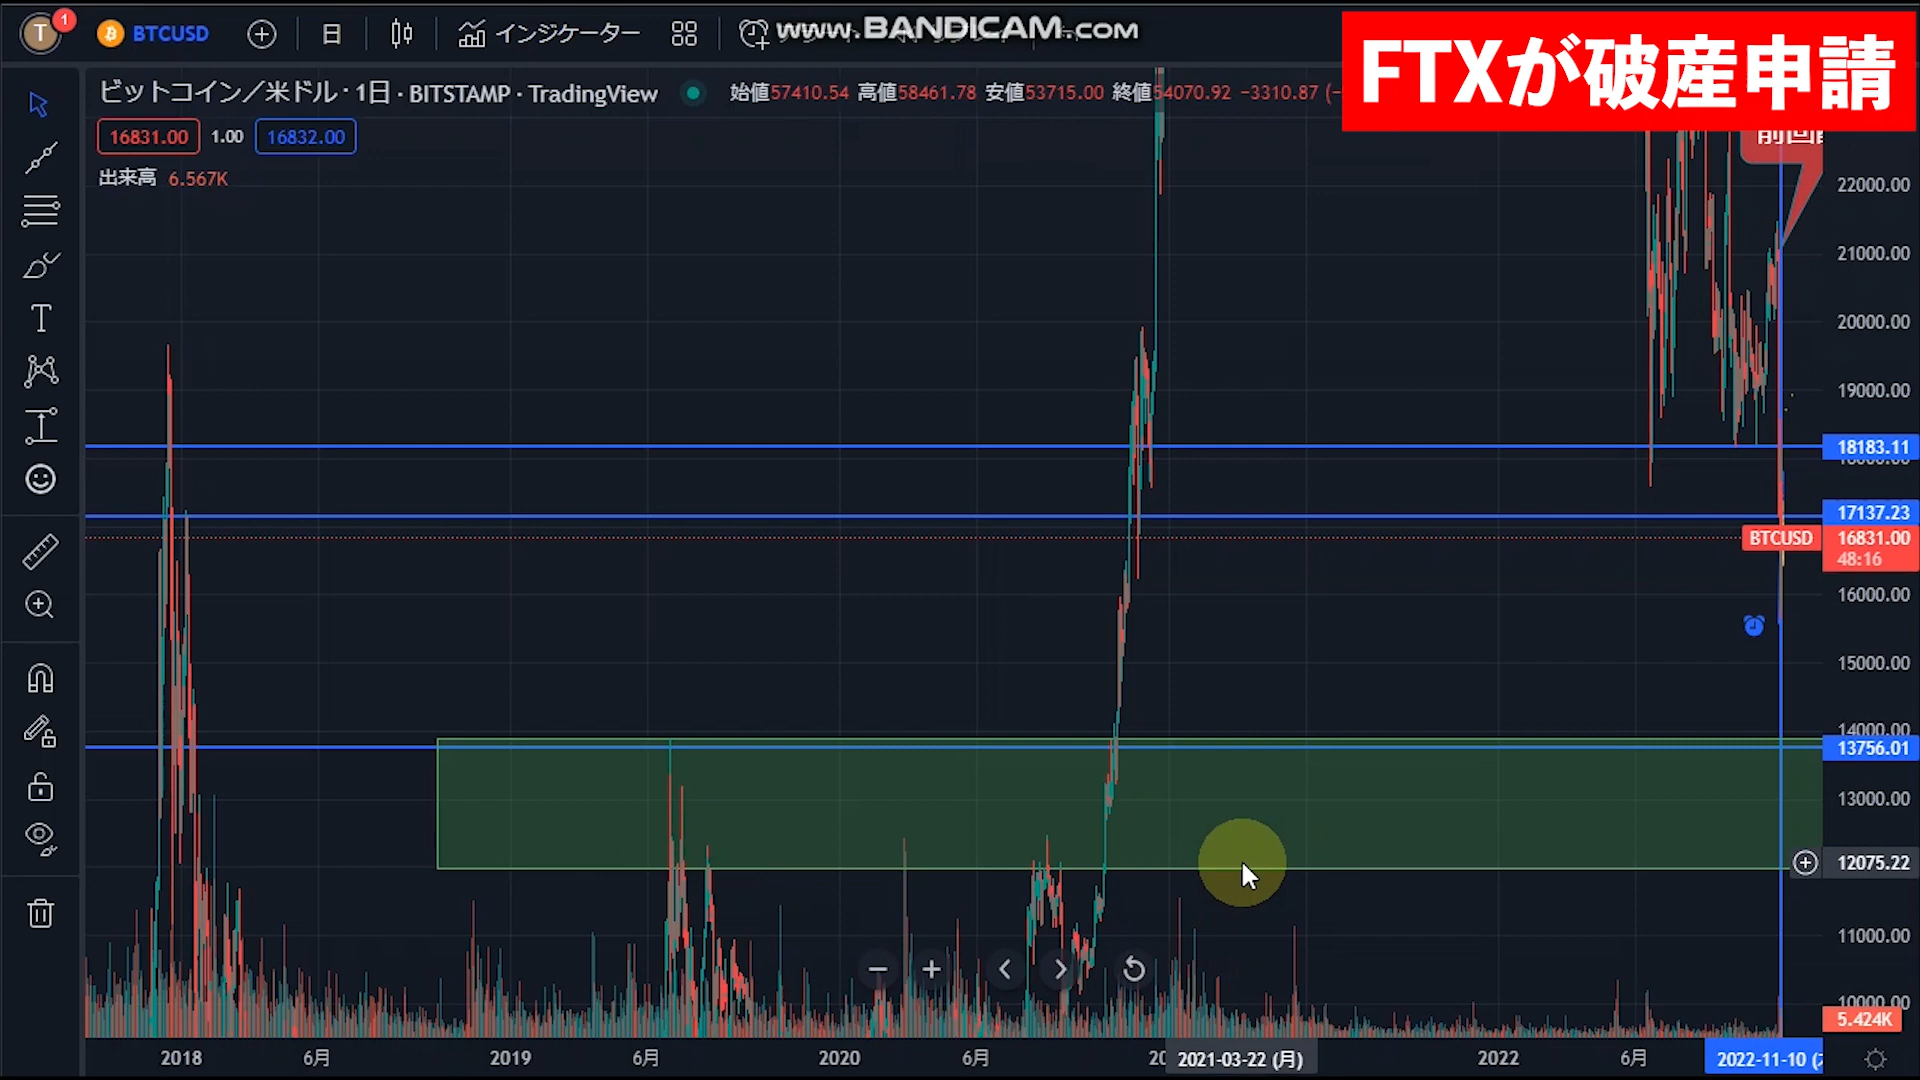 T
1
BTCUSD
日
インジケーター
www.BANDICAM.com
FTXが破産申請
ビットコイン／米ドル · 1日 · BITSTAMP · TradingView
始値57410.54 高値58461.78 安値53715.00 終値54070.92 −3310.87 (−
16831.00 1.00 16832.00
前回
出来高 6.567K
T
22000.00
21000.00
20000.00
19000.00
18183.11
18000.00
17137.23
BTCUSD 16831.00
48:16
16000.00
15000.00
14000.00
13756.01
13000.00
12075.22
11000.00
10000.00
5.424K
2018 6月 2019 6月 2020 6月 2021-03-22 (月) 2022 6月 2022-11-10 (